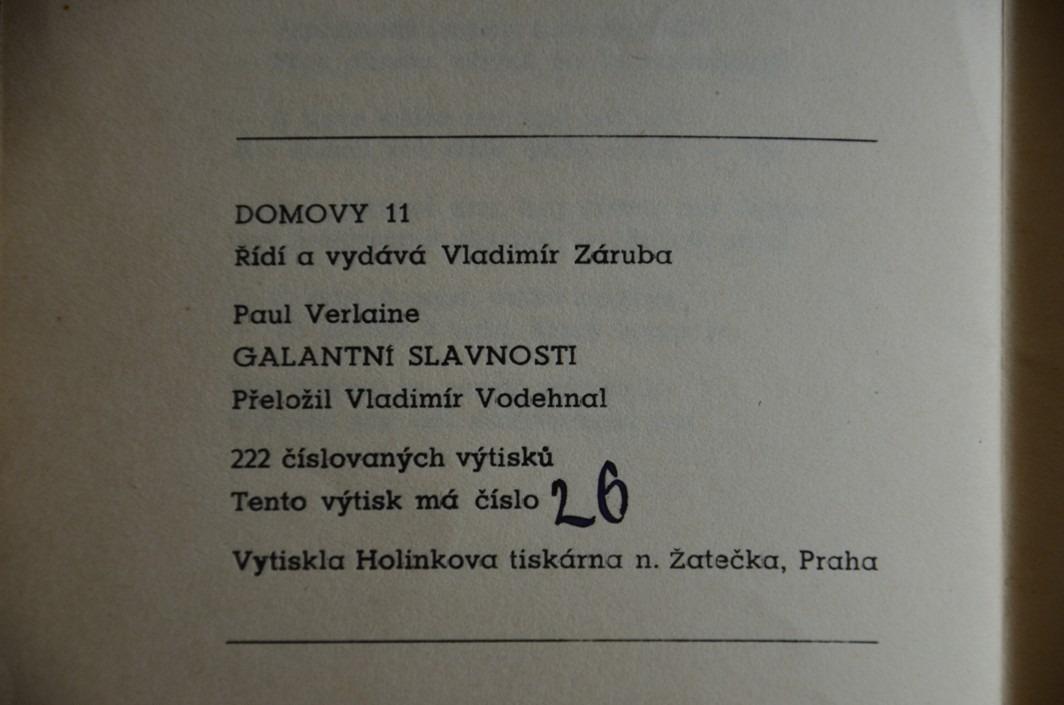 DOMOVY 11
Řídí a vydává Vladimír Záruba
Paul Verlaine
GALANTNÍ SLAVNOSTI
Přeložil Vladimír Vodehnal
222 číslovaných výtisků
Tento výtisk má číslo 26
Vytiskla Holinkova tiskárna n. Žatečka, Praha